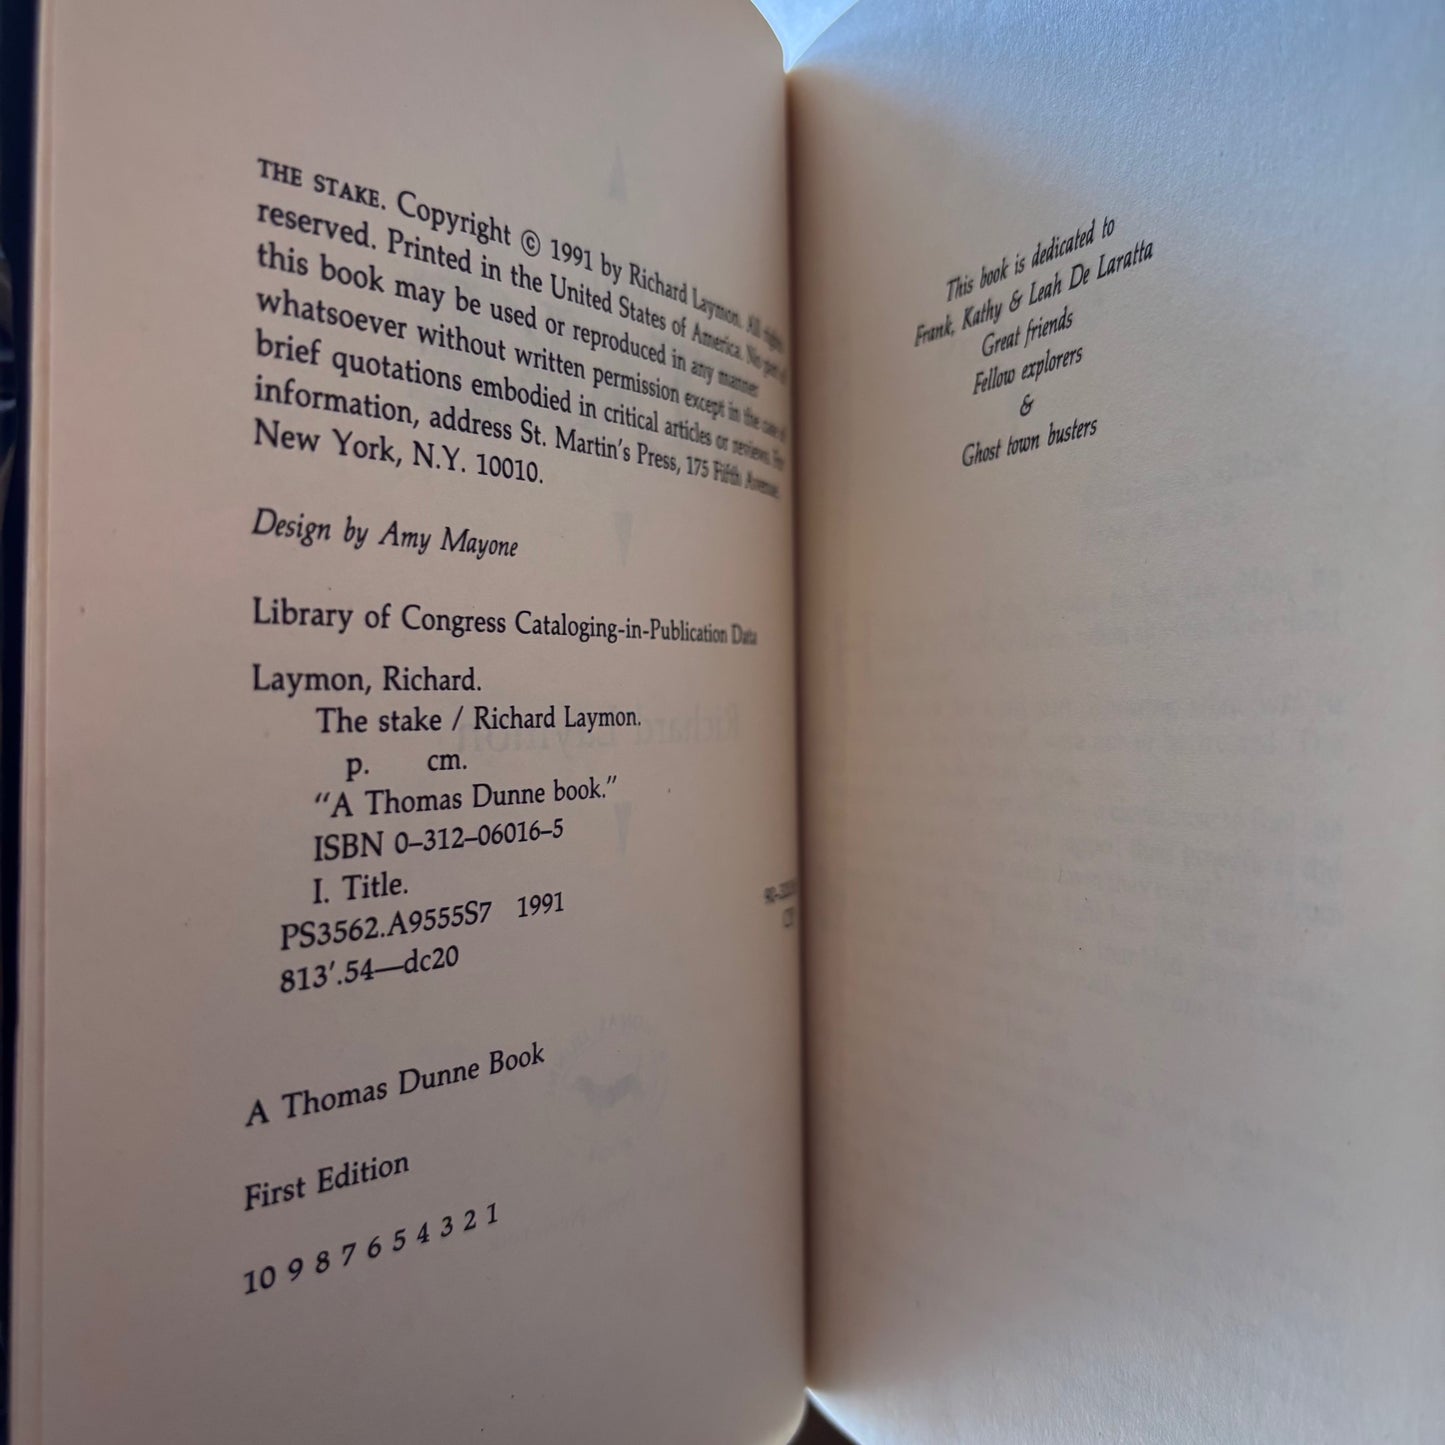 THE STAKE. Copyright © 1991 by Richard Laymon. All rights
reserved. Printed in the United States of America. No part of
this book may be used or reproduced in any manner
whatsoever without written permission except in the case of
brief quotations embodied in critical articles or reviews. For
information, address St. Martin's Press, 175 Fifth Avenue,
New York, N.Y. 10010.
Design by Amy Mayone
Library of Congress Cataloging-in-Publication Data
Laymon, Richard.
The stake / Richard Laymon.
p. cm.
"A Thomas Dunne book."
ISBN 0–312–06016–5
I. Title.
PS3562.A9555S7 1991
813'.54—dc20
A Thomas Dunne Book
First Edition
10 9 8 7 6 5 4 3 2 1
This book is dedicated to
Frank, Kathy & Leah De Laratta
Great friends
Fellow explorers
&
Ghost town busters